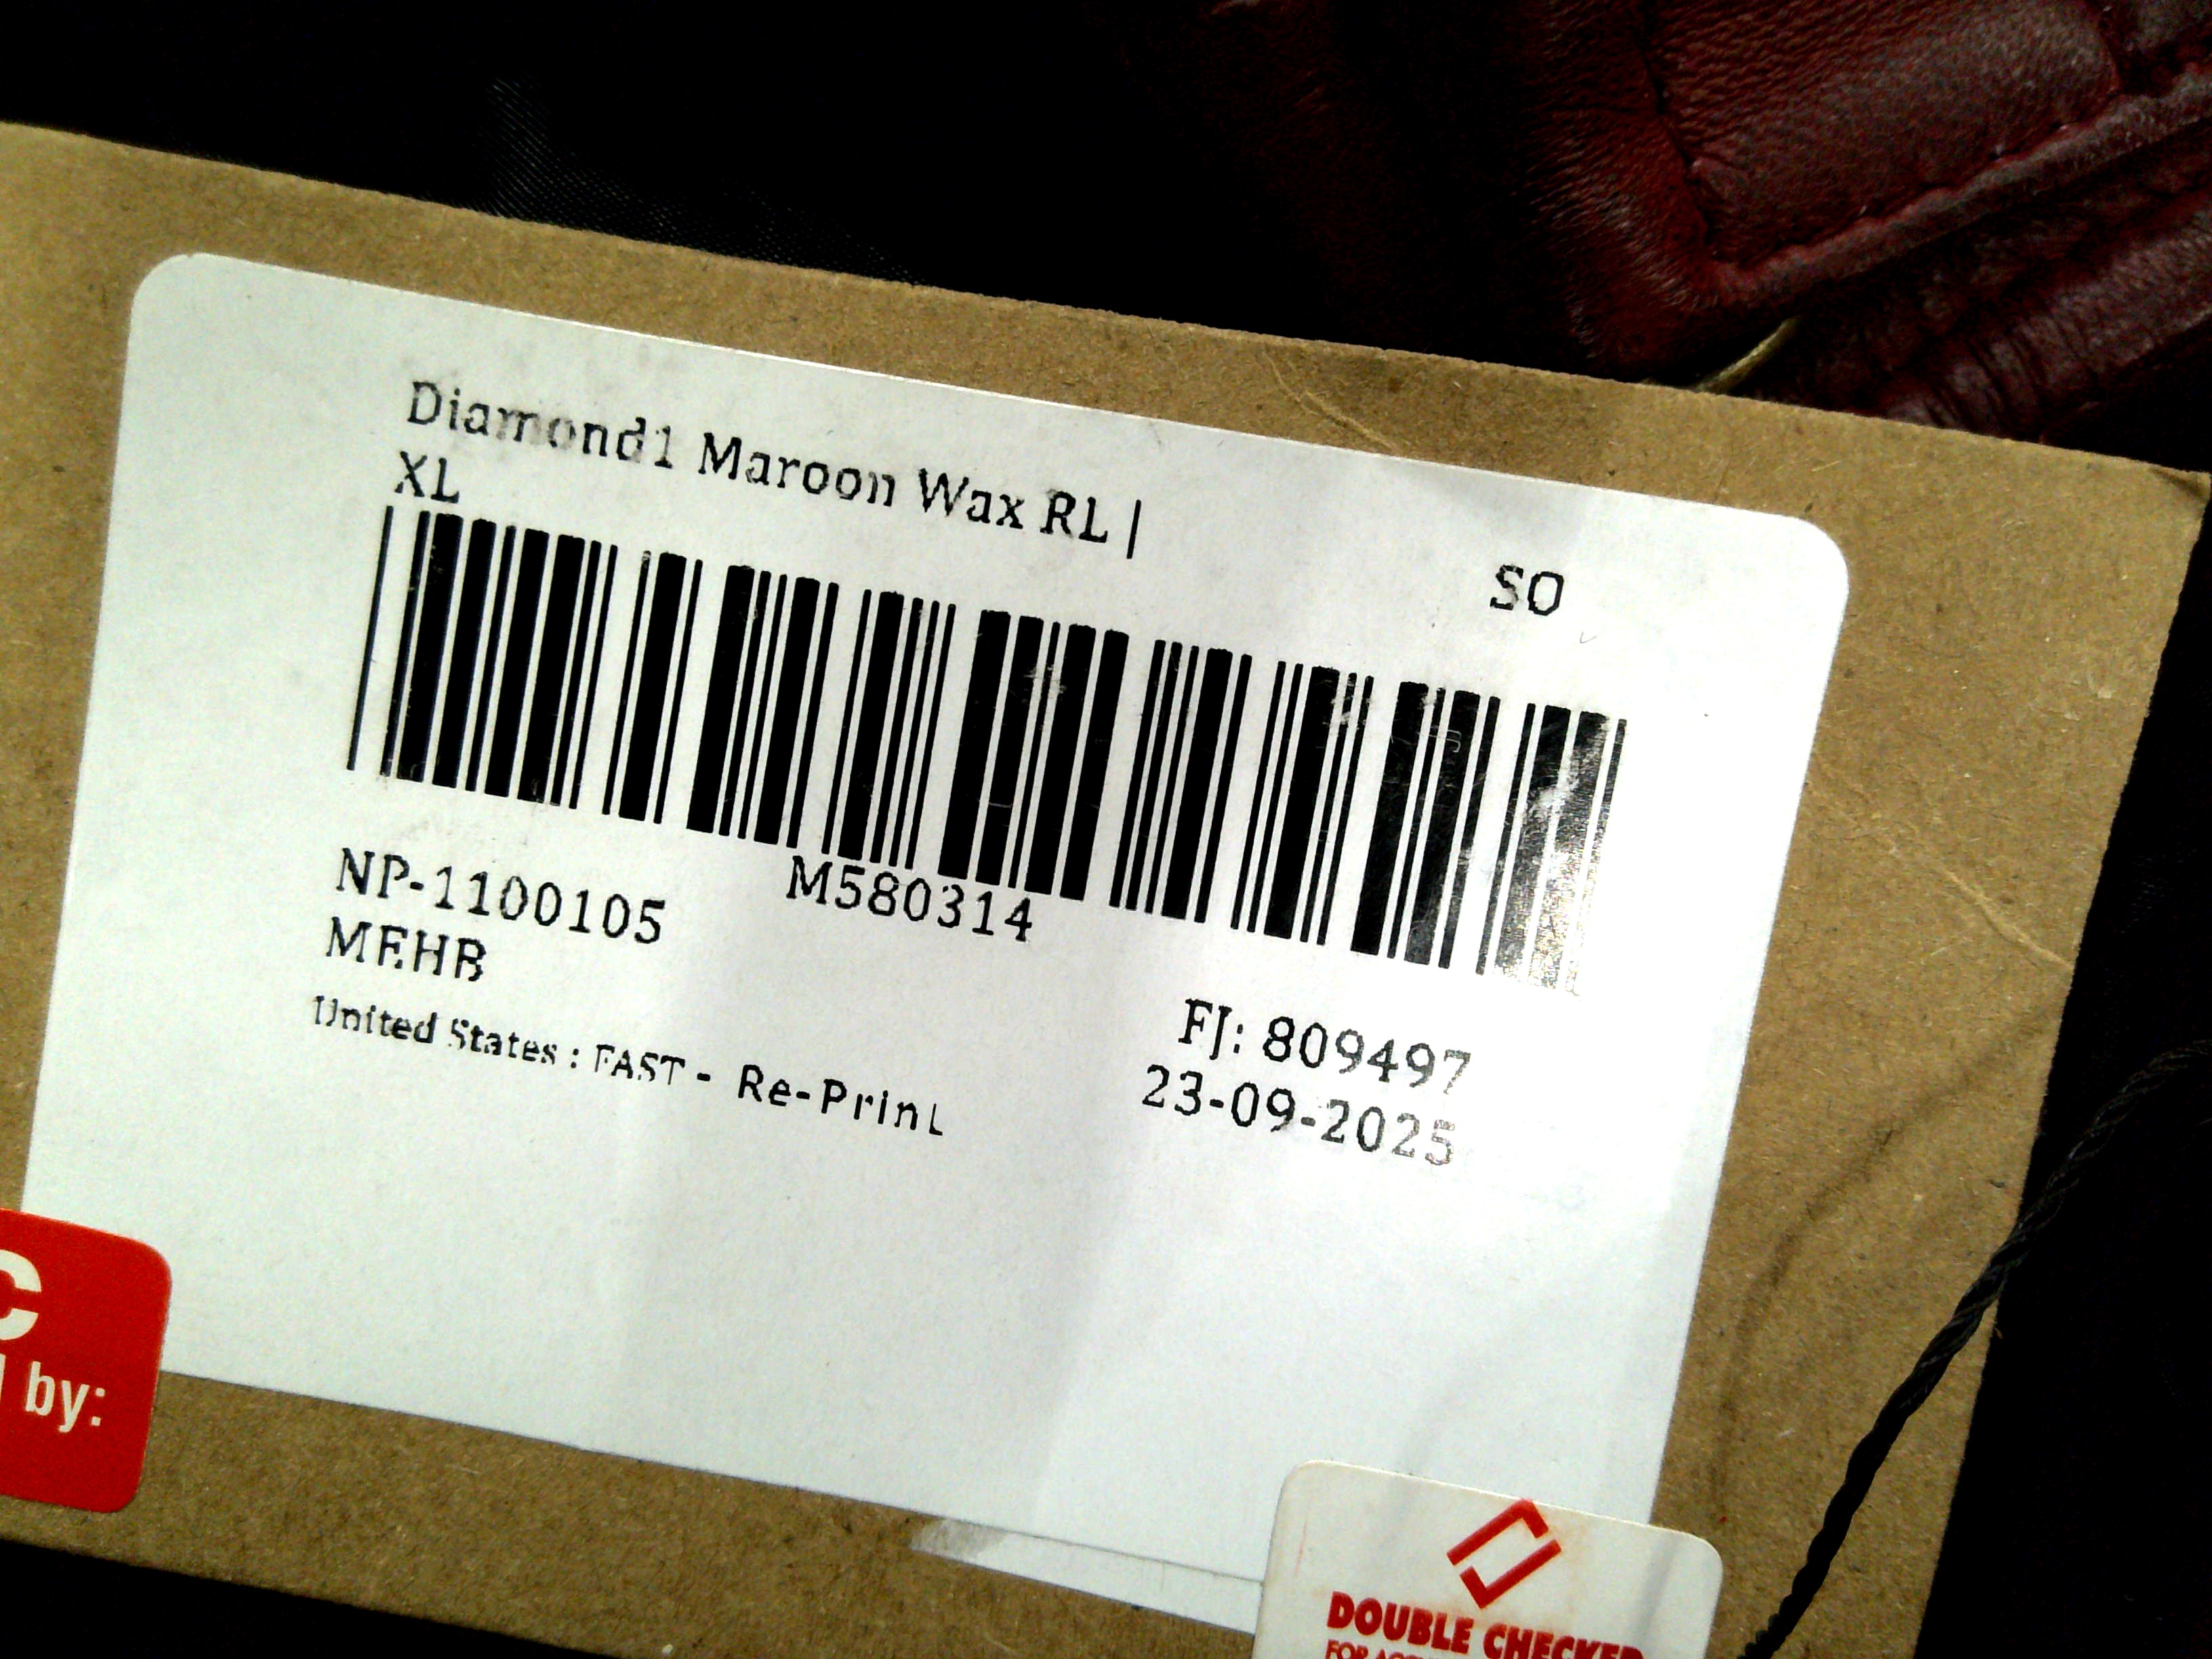 Diamond1 Maroon Wax RL |
XL
SO
M580314
NP-1100105
MEHB
United States : FAST - Re-Print
FJ: 809497
23-09-2025
C
by:
DOUBLE CHECKED
FOR